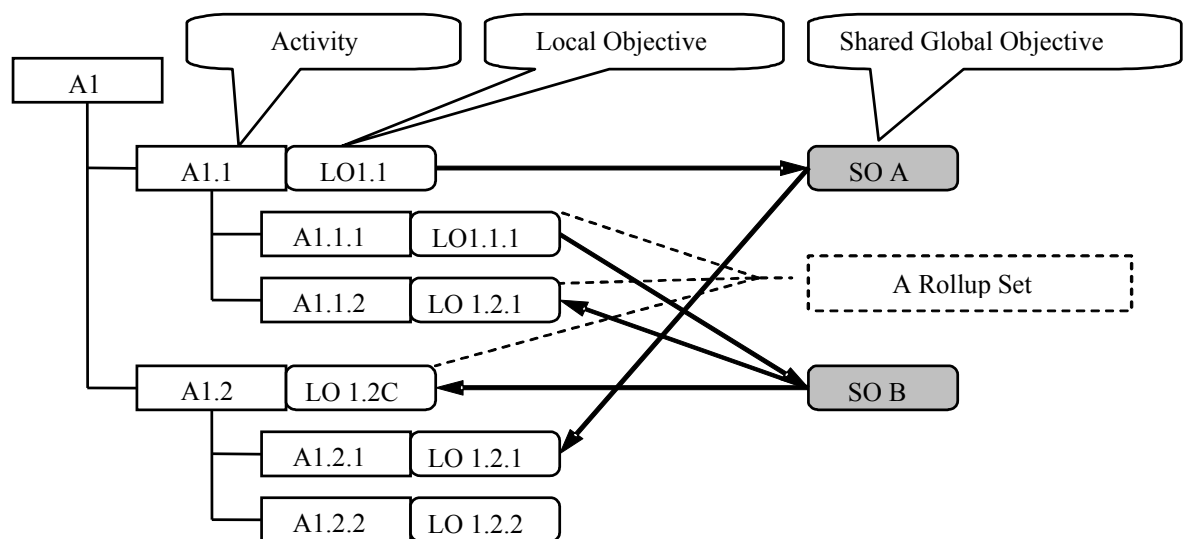 Activity
Local Objective
Shared Global Objective
A1
A1.1
LO1.1
SO A
A1.1.1
LO1.1.1
A Rollup Set
A1.1.2
LO 1.2.1
A1.2
LO 1.2C
SO B
A1.2.1
LO 1.2.1
A1.2.2
LO 1.2.2